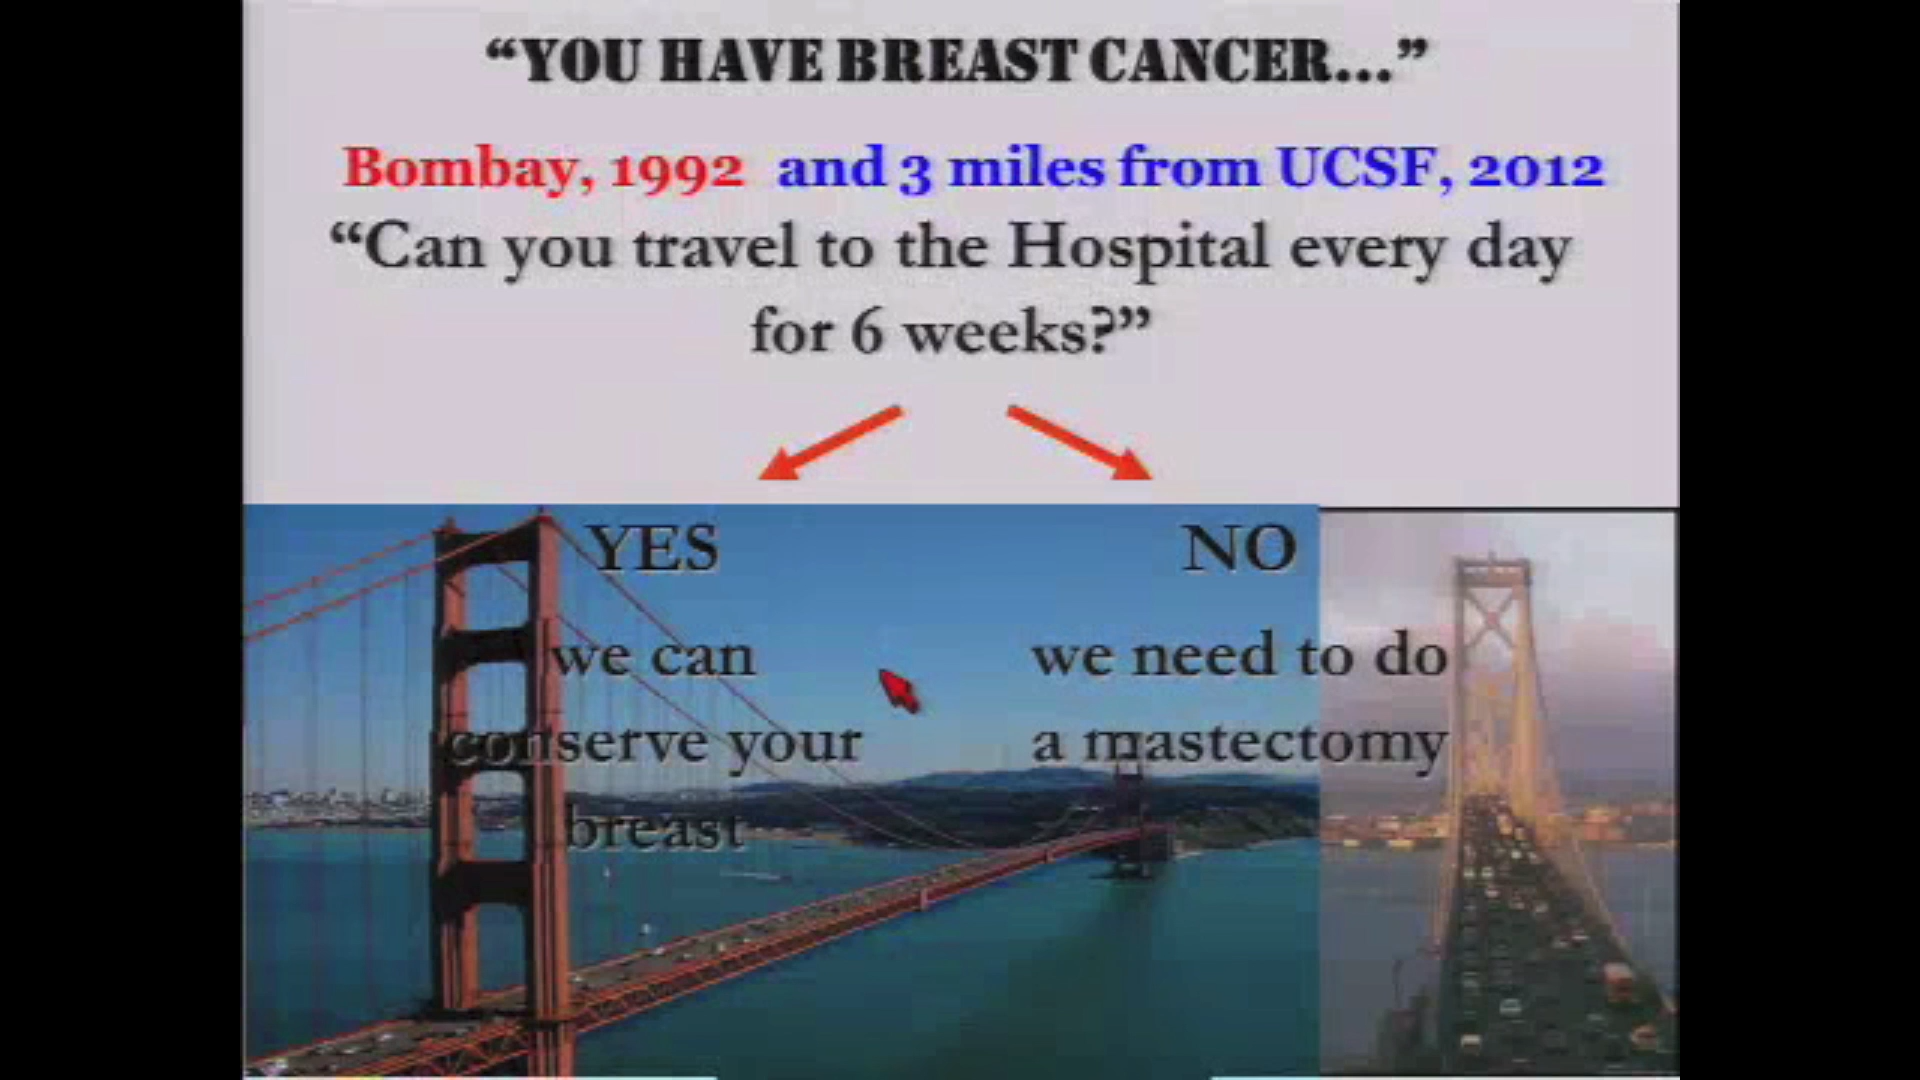 “YOU HAVE BREAST CANCER...”
Bombay, 1992 and 3 miles from UCSF, 2012
“Can you travel to the Hospital every day
for 6 weeks?”
YES
we can
conserve your
breast
NO
we need to do
a mastectomy